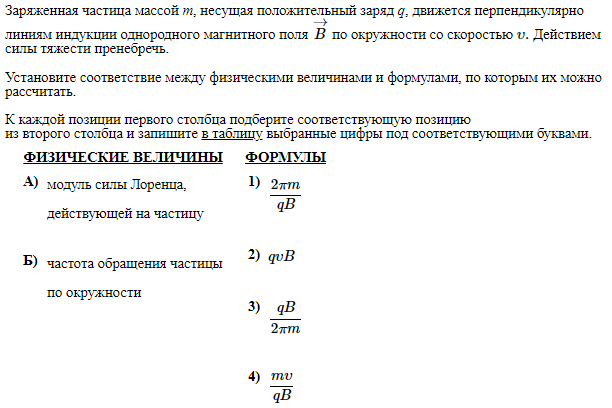 Заряженная частица массой m, несущая положительный заряд q, движется перпендикулярно
линиям индукции однородного магнитного поля $\overrightarrow{B}$ по окружности со скоростью v. Действием
силы тяжести пренебречь.
Установите соответствие между физическими величинами и формулами, по которым их можно
рассчитать.
К каждой позиции первого столбца подберите соответствующую позицию
из второго столбца и запишите в таблицу выбранные цифры под соответствующими буквами.
ФИЗИЧЕСКИЕ ВЕЛИЧИНЫ
А) модуль силы Лоренца,
действующей на частицу
Б) частота обращения частицы
по окружности
ФОРМУЛЫ
1) $\frac{2\pi m}{qB}$
2) $qvB$
3) $\frac{qB}{2\pi m}$
4) $\frac{mv}{qB}$